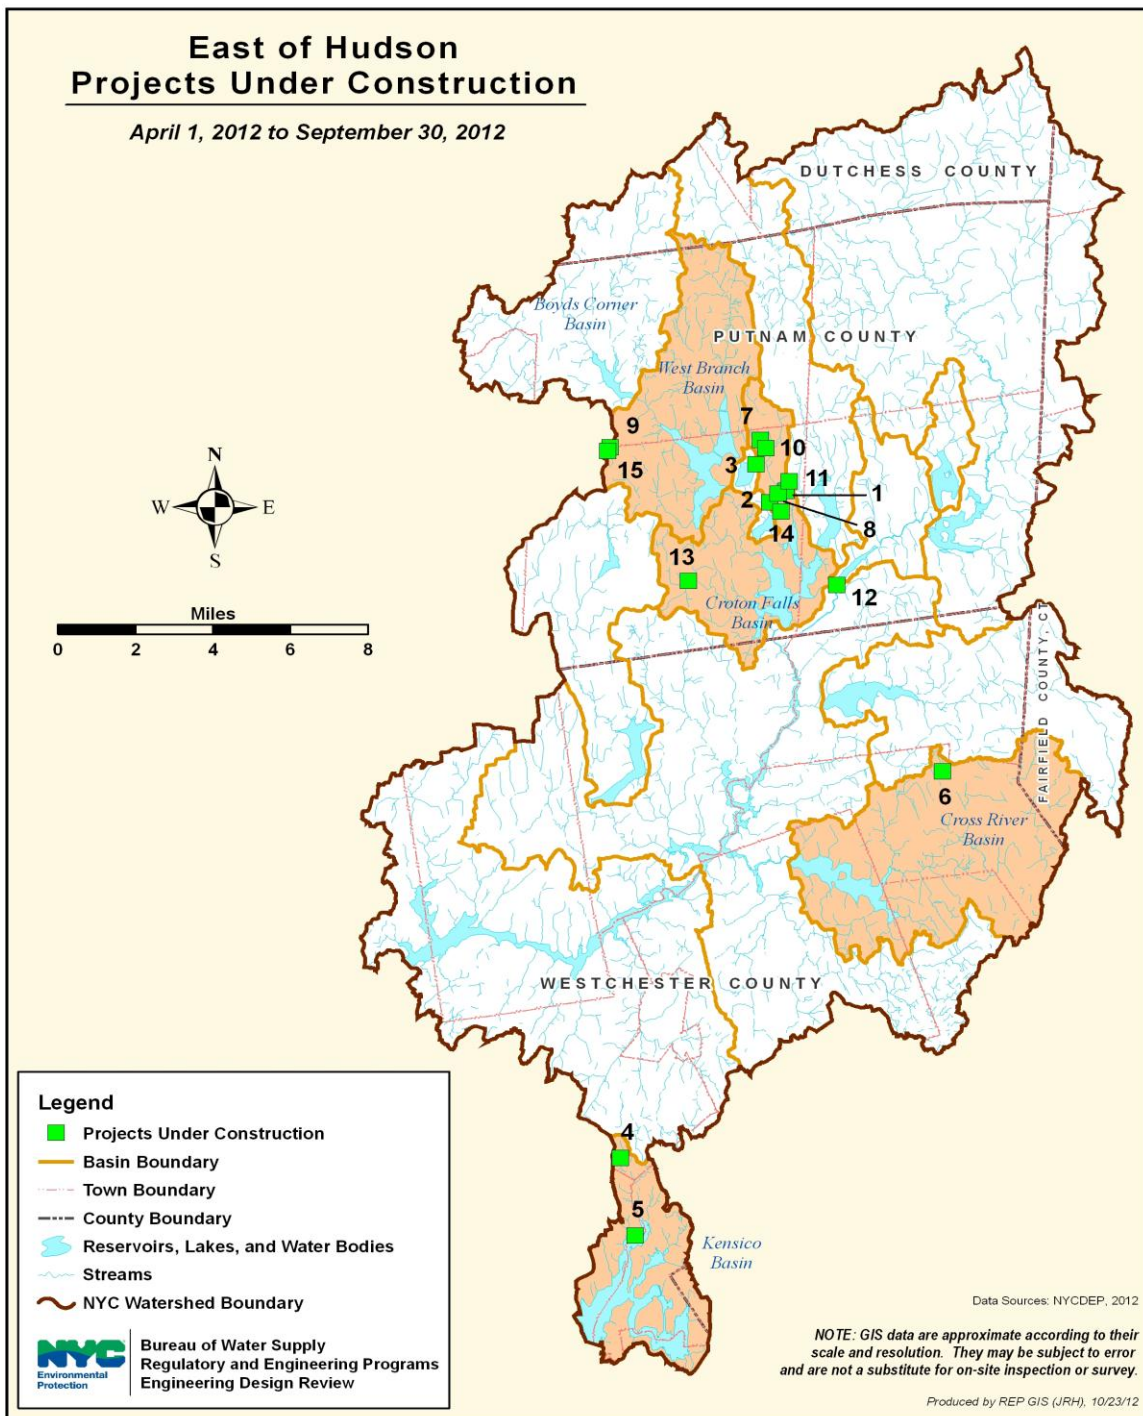 East of Hudson
Projects Under Construction
April 1, 2012 to September 30, 2012
DUTCHESS COUNTY
Boyds Corner
Basin
PUTNAM COUNTY
West Branch
Basin
7
9
10
3
15
11
2
1
8
14
13
12
Croton Falls
Basin
N
W
E
S
Miles
0 2 4 6 8
FAIRFIELD COUNTY, CT
6
Cross River
Basin
WESTCHESTER COUNTY
4
5
Kensico
Basin
Legend
Projects Under Construction
Basin Boundary
Town Boundary
County Boundary
Reservoirs, Lakes, and Water Bodies
Streams
NYC Watershed Boundary
NYC
Environmental
Protection
Bureau of Water Supply
Regulatory and Engineering Programs
Engineering Design Review
Data Sources: NYCDEP, 2012
NOTE: GIS data are approximate according to their
scale and resolution. They may be subject to error
and are not a substitute for on-site inspection or survey.
Produced by REP GIS (JRH), 10/23/12